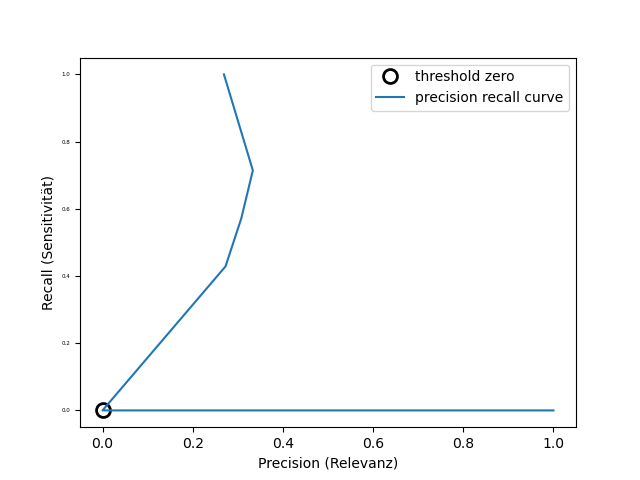 threshold zero
precision recall curve
1.0
0.8
0.6
0.4
0.2
0.0
Recall (Sensitivität)
0.0 0.2 0.4 0.6 0.8 1.0
Precision (Relevanz)